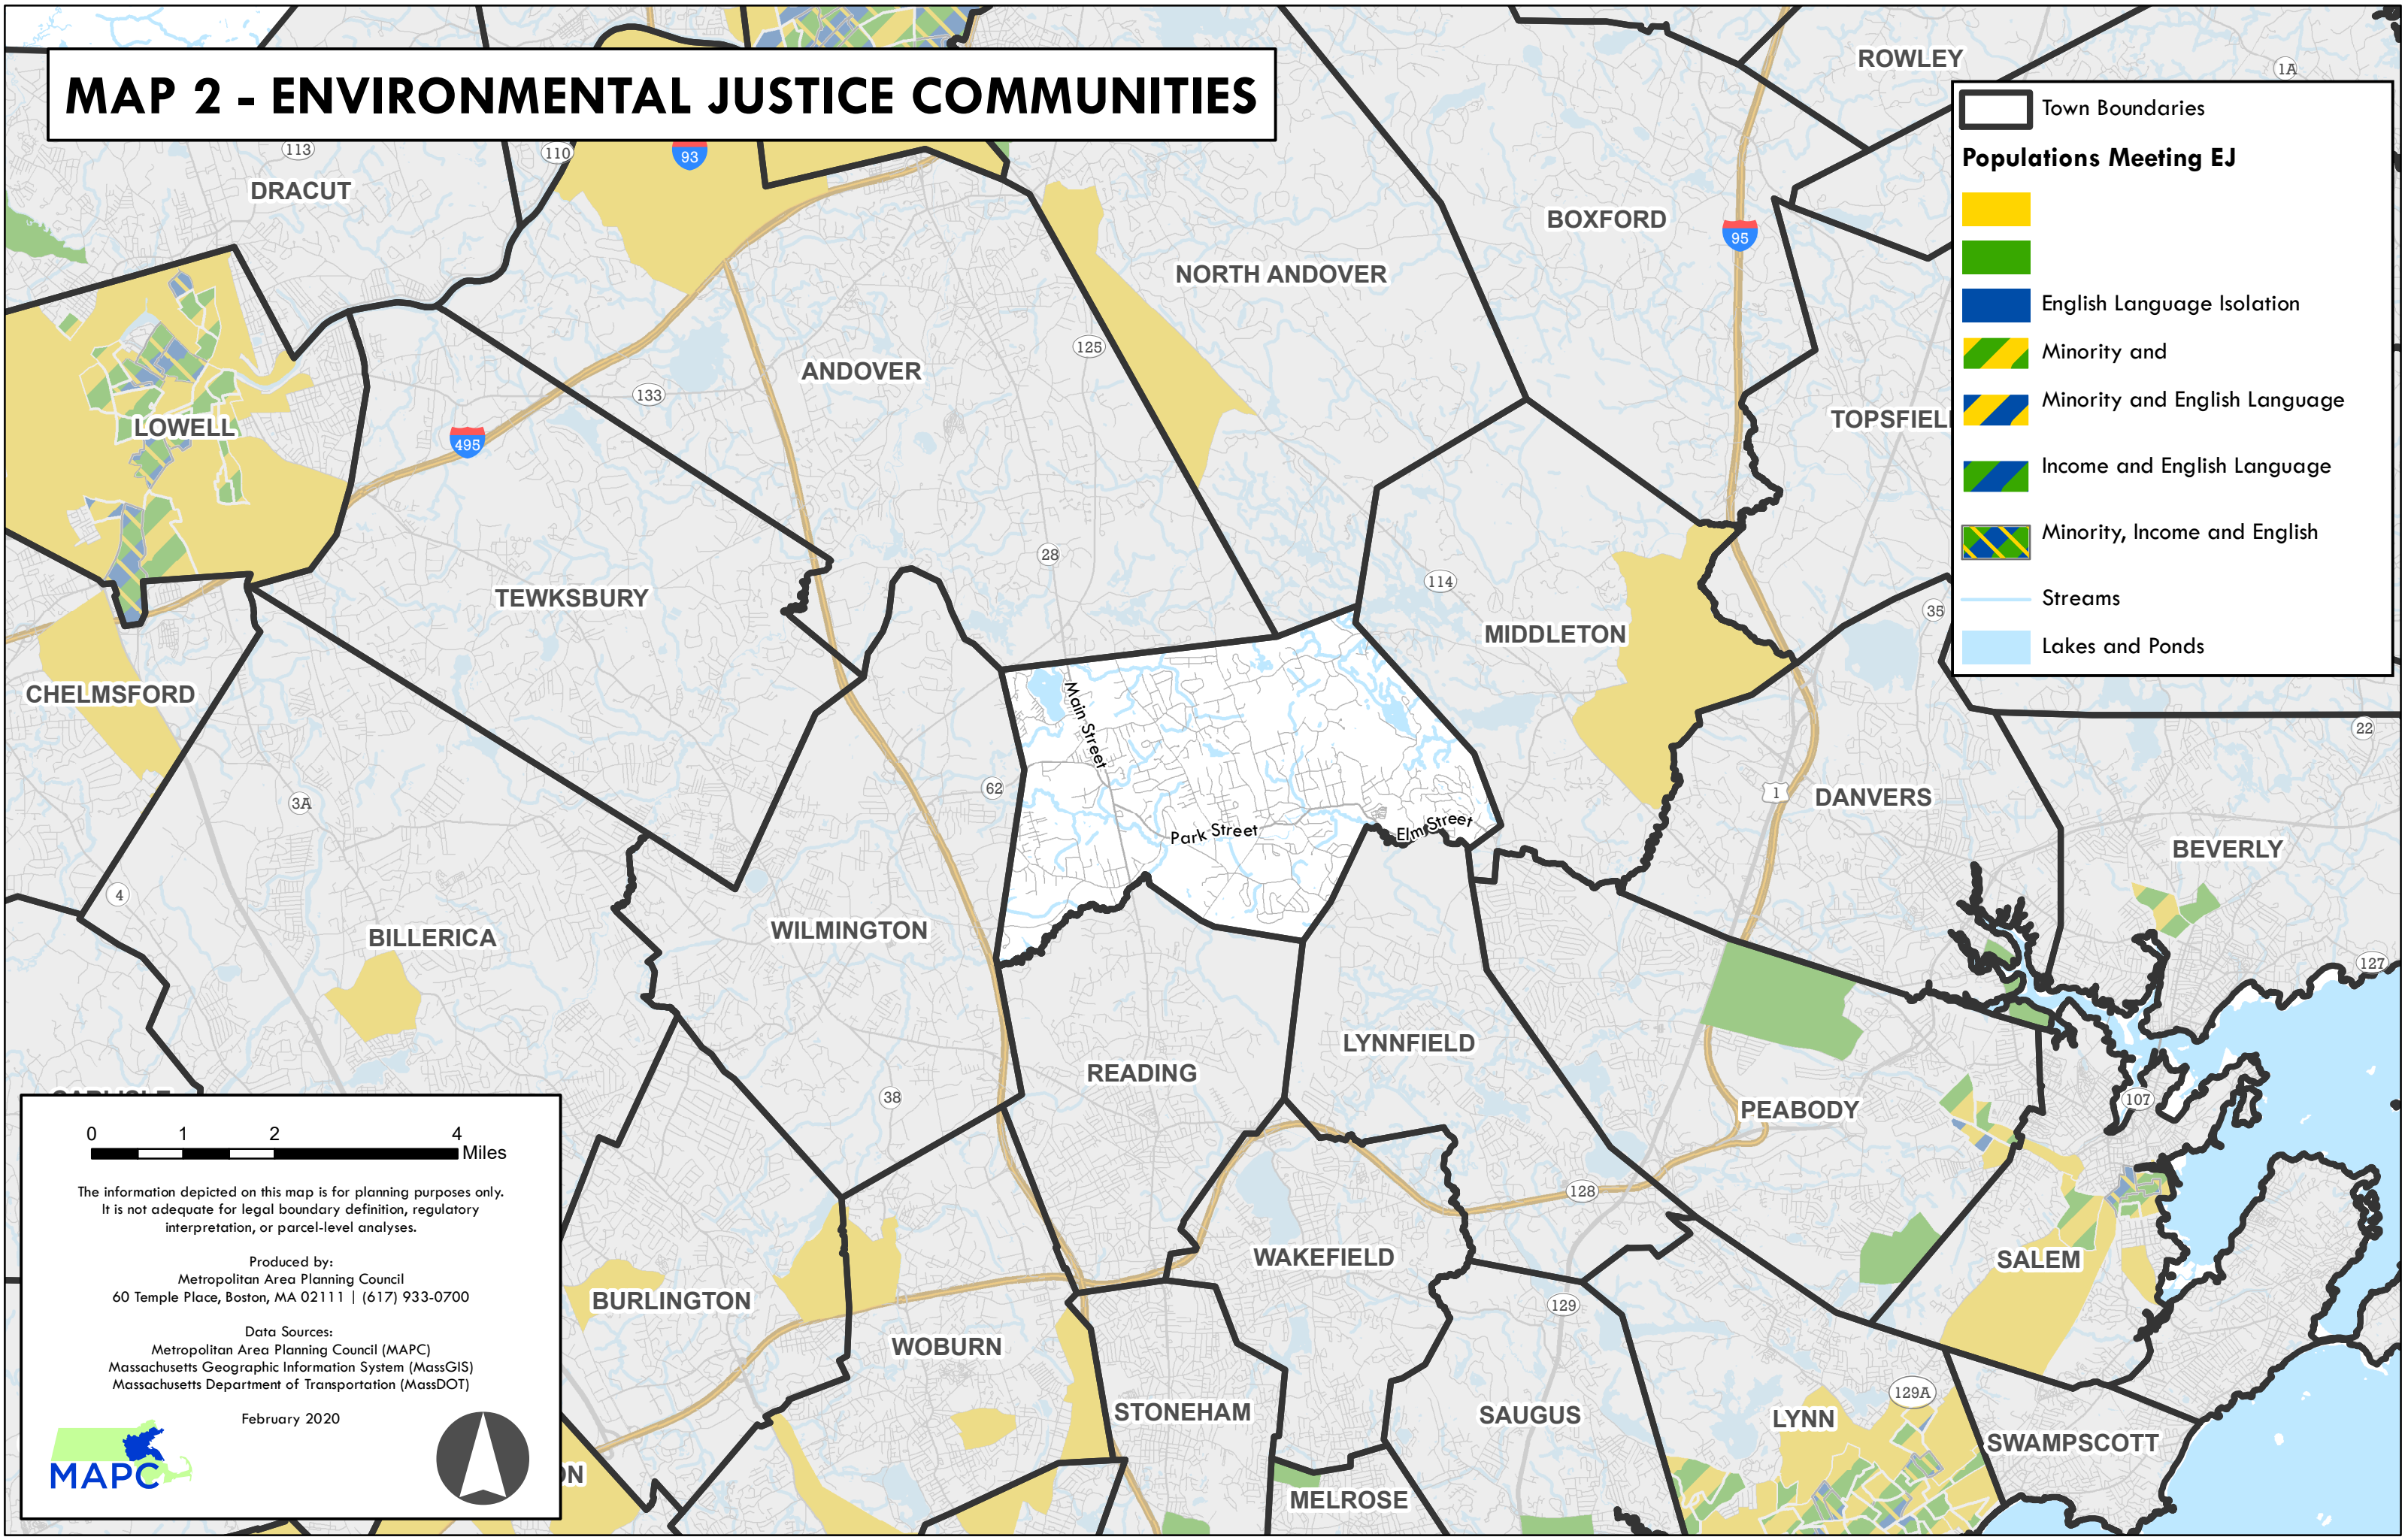 MAP 2 - ENVIRONMENTAL JUSTICE COMMUNITIES
ROWLEY
1A
Town Boundaries
Populations Meeting EJ
English Language Isolation
Minority and
Minority and English Language
Income and English Language
Minority, Income and English
Streams
Lakes and Ponds
113
110
93
DRACUT
BOXFORD
95
NORTH ANDOVER
125
ANDOVER
133
TOPSFIEL
LOWELL
495
28
114
TEWKSBURY
35
MIDDLETON
CHELMSFORD
Main Street
22
62
3A
1
DANVERS
Park Street
Elm Street
BEVERLY
4
BILLERICA
WILMINGTON
127
LYNNFIELD
READING
38
107
PEABODY
128
WAKEFIELD
SALEM
BURLINGTON
129
WOBURN
129A
STONEHAM
SAUGUS
LYNN
SWAMPSCOTT
ON
MELROSE
0 1 2 4
Miles
The information depicted on this map is for planning purposes only.
It is not adequate for legal boundary definition, regulatory
interpretation, or parcel-level analyses.
Produced by:
Metropolitan Area Planning Council
60 Temple Place, Boston, MA 02111 | (617) 933-0700
Data Sources:
Metropolitan Area Planning Council (MAPC)
Massachusetts Geographic Information System (MassGIS)
Massachusetts Department of Transportation (MassDOT)
February 2020
MAPC